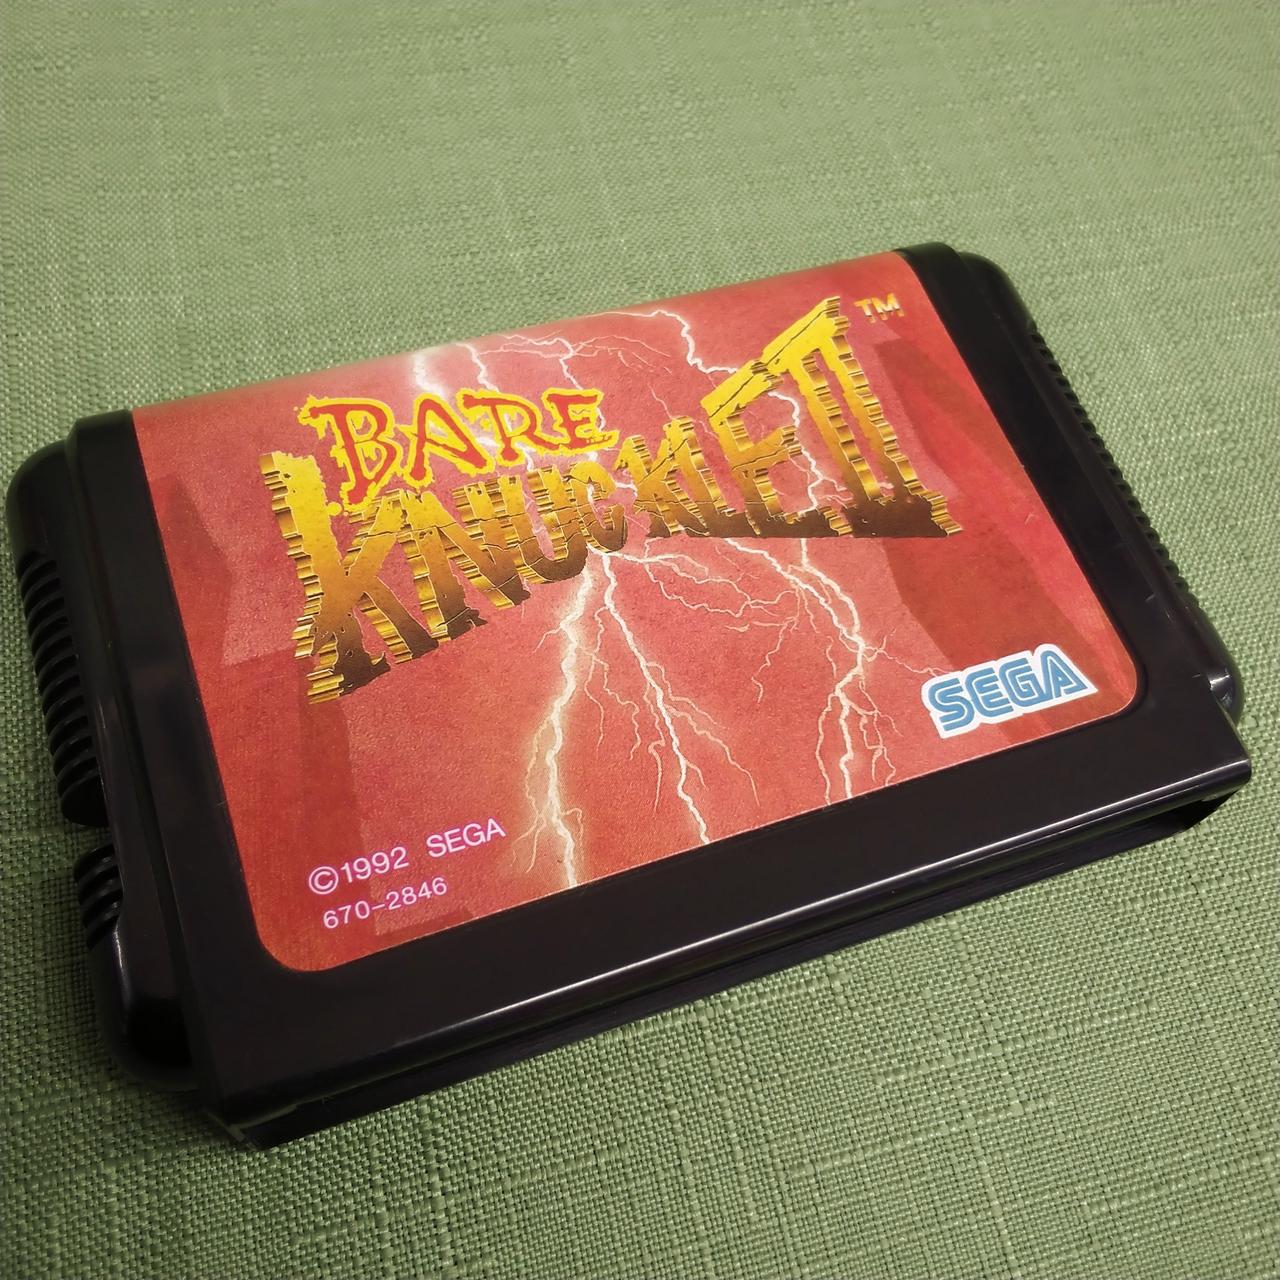 BARE
KNUCKLE II ™
SEGA
©1992 SEGA
670-2846